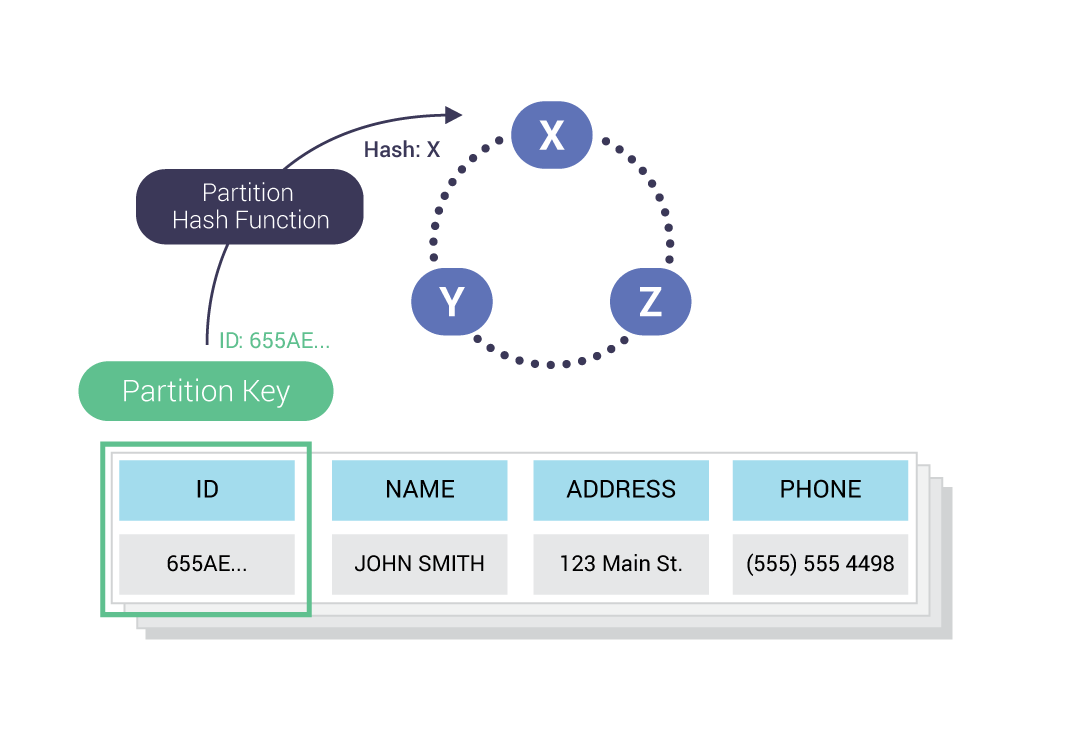 X
Hash: X
Partition
Hash Function
Y
Z
ID: 655AE...
Partition Key
ID NAME ADDRESS PHONE
655AE... JOHN SMITH 123 Main St. (555) 555 4498